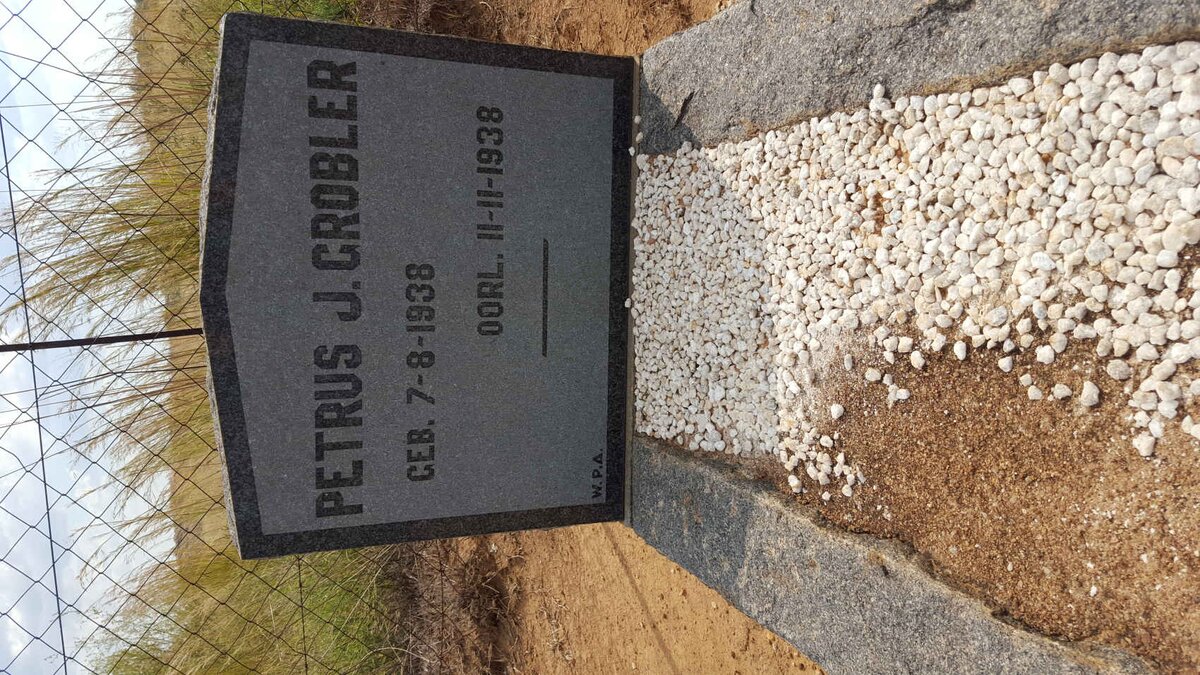 PETRUS J. GROBLER
GEB. 7-8-1938
OORL. 11-11-1938
W.P.A.